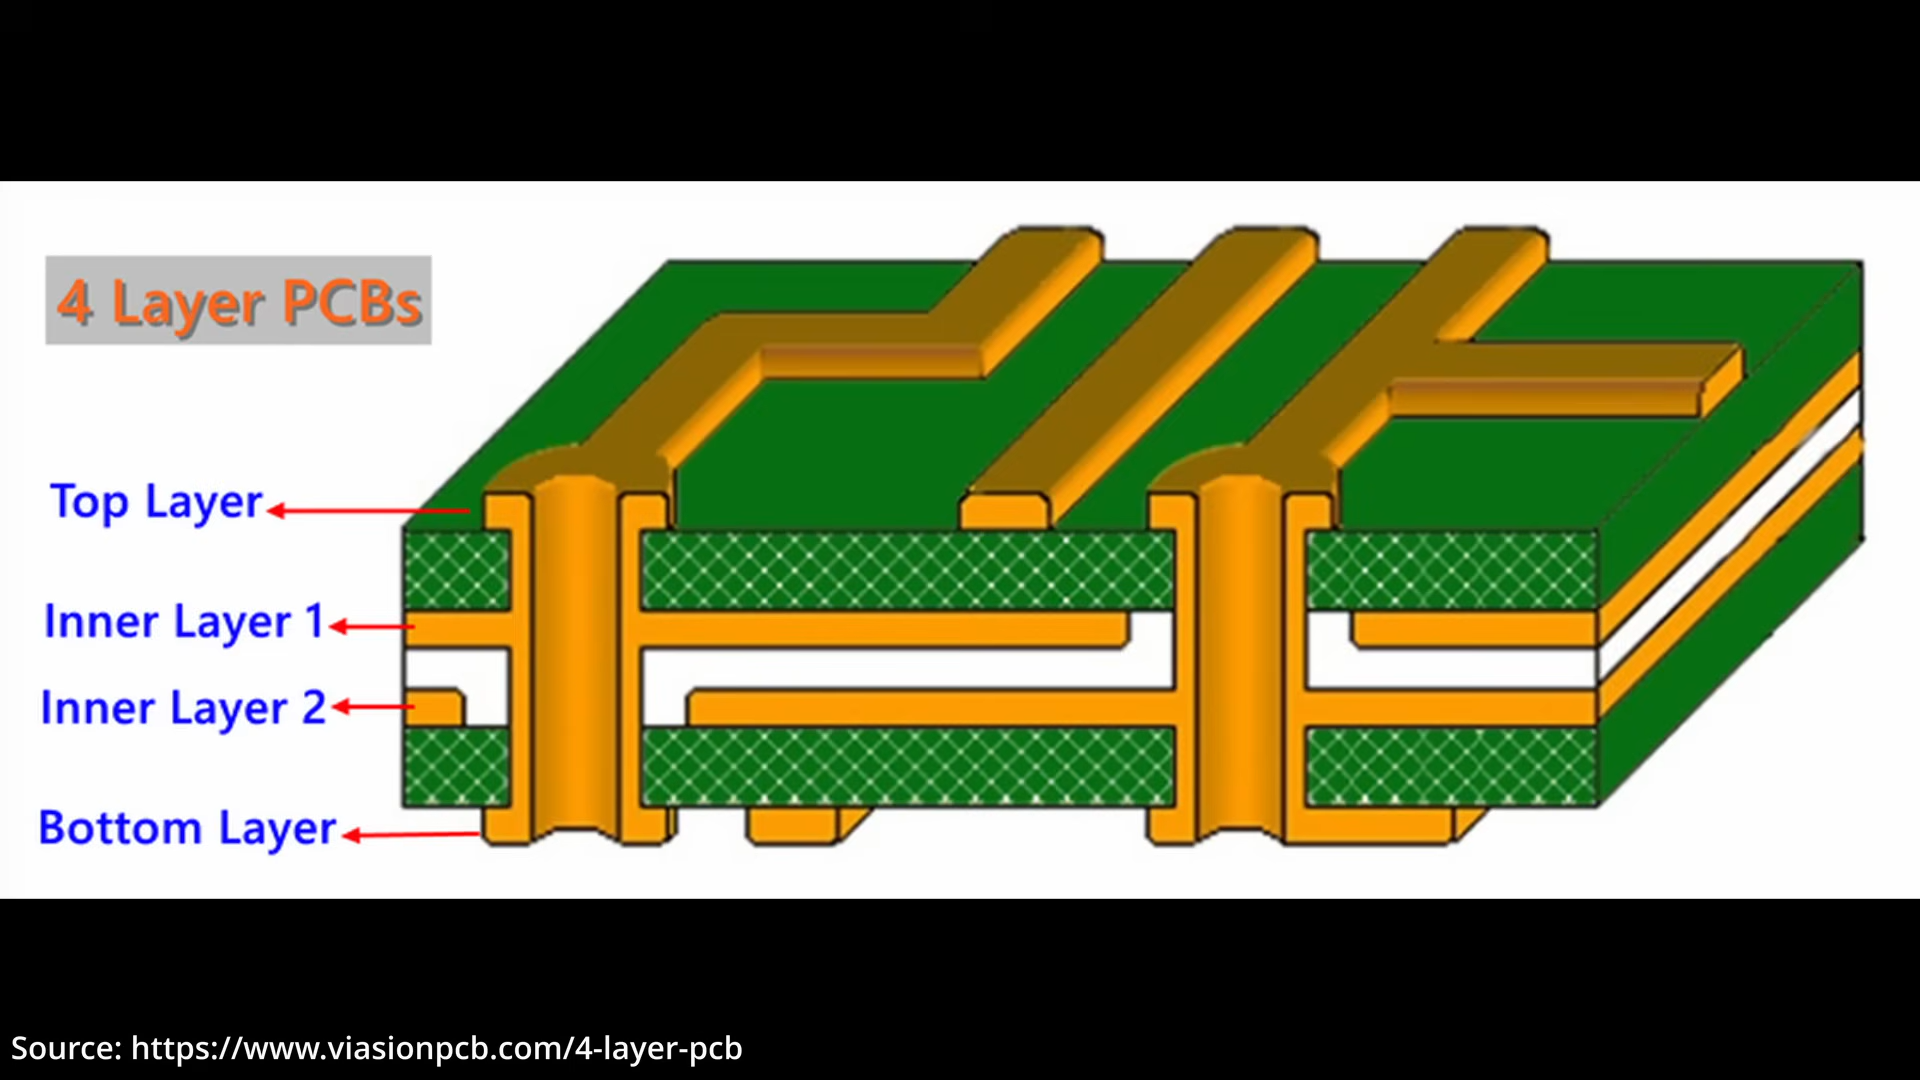 4 Layer PCBs
Top Layer
Inner Layer 1
Inner Layer 2
Bottom Layer
Source: https://www.viasionpcb.com/4-layer-pcb